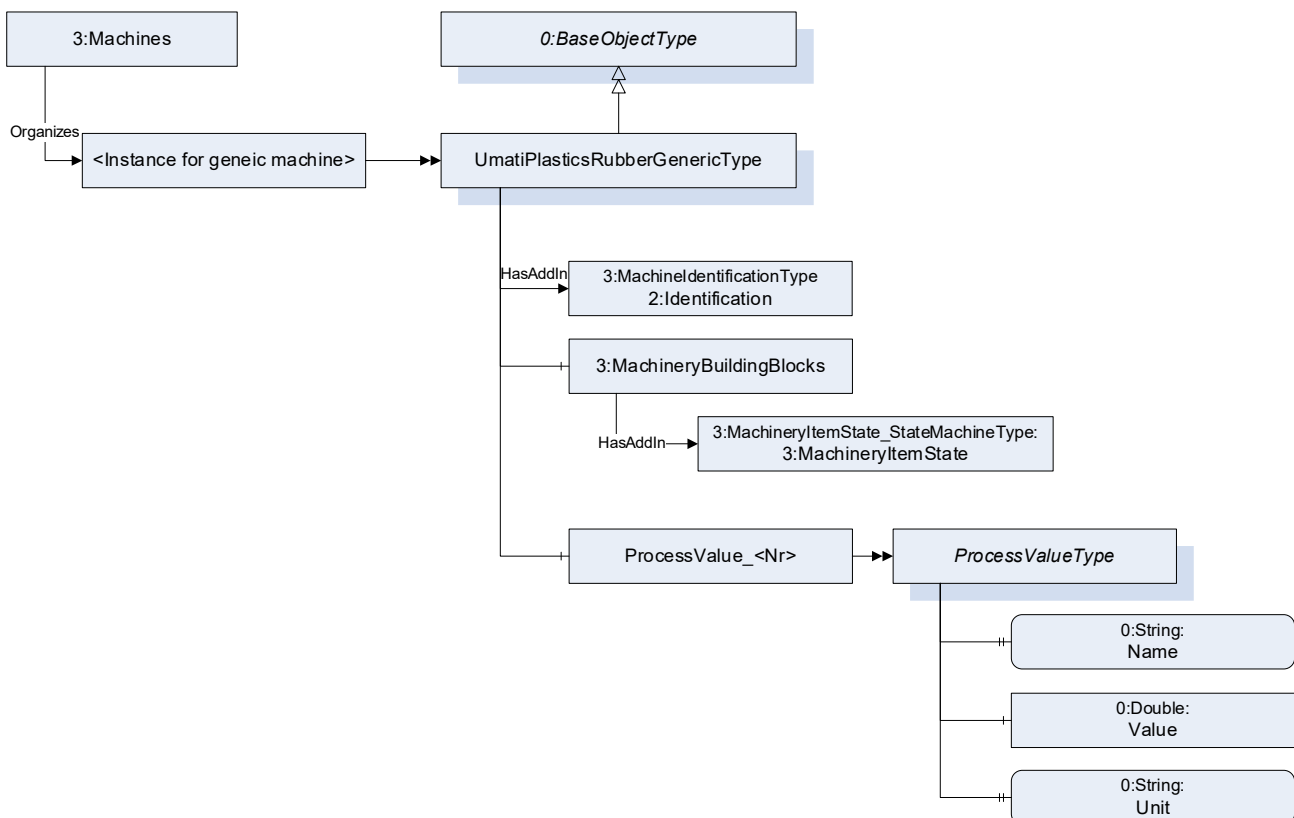 3:Machines
0:BaseObjectType
Organizes
<Instance for geneic machine>
UmatiPlasticsRubberGenericType
HasAddIn
3:MachineIdentificationType
2:Identification
3:MachineryBuildingBlocks
HasAddIn
3:MachineryItemState_StateMachineType:
3:MachineryItemState
ProcessValue_<Nr>
ProcessValueType
0:String:
Name
0:Double:
Value
0:String:
Unit